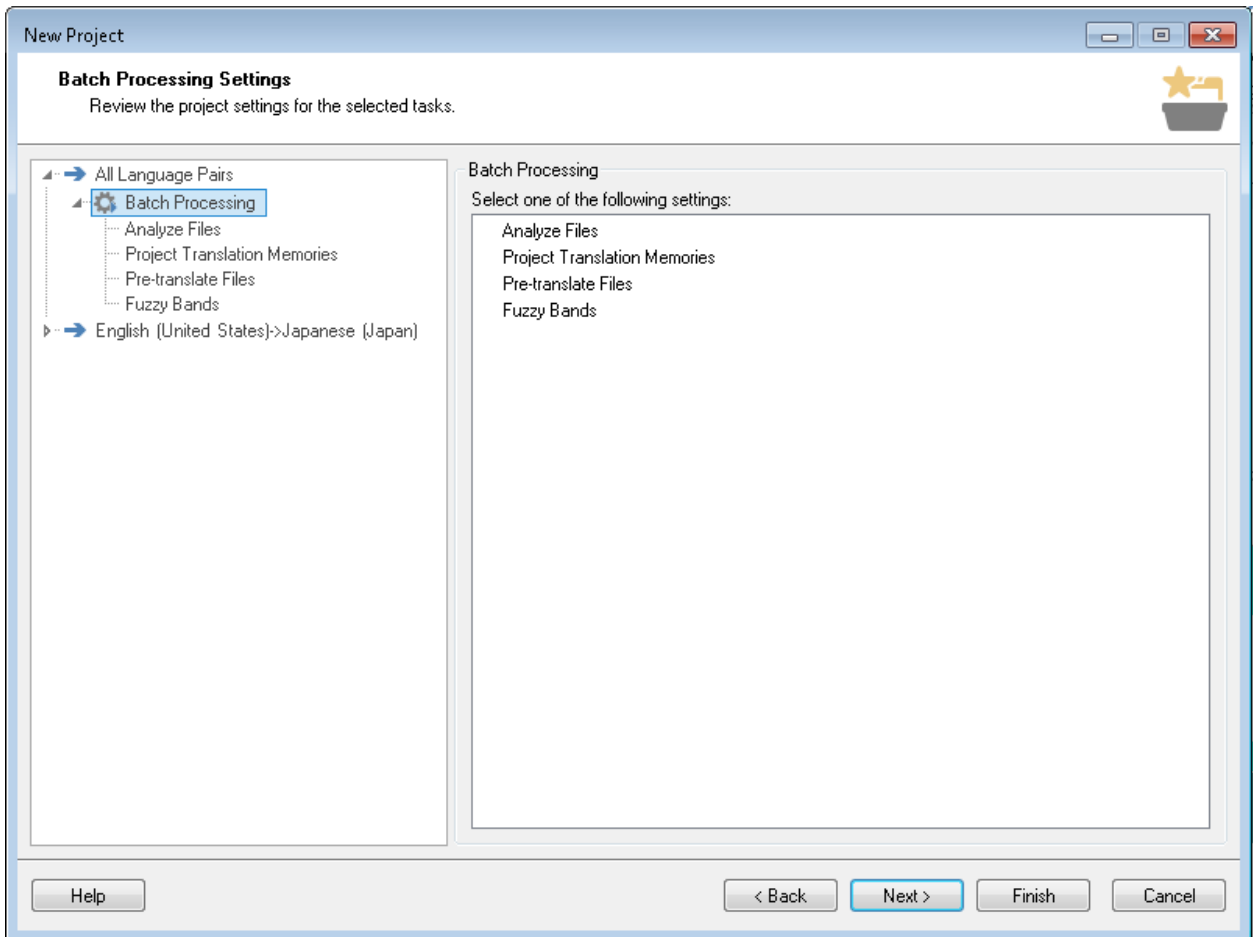 New Project
Batch Processing Settings
Review the project settings for the selected tasks.
All Language Pairs
Batch Processing
Analyze Files
Project Translation Memories
Pre-translate Files
Fuzzy Bands
English (United States)->Japanese (Japan)
Batch Processing
Select one of the following settings:
Analyze Files
Project Translation Memories
Pre-translate Files
Fuzzy Bands
Help
< Back
Next >
Finish
Cancel